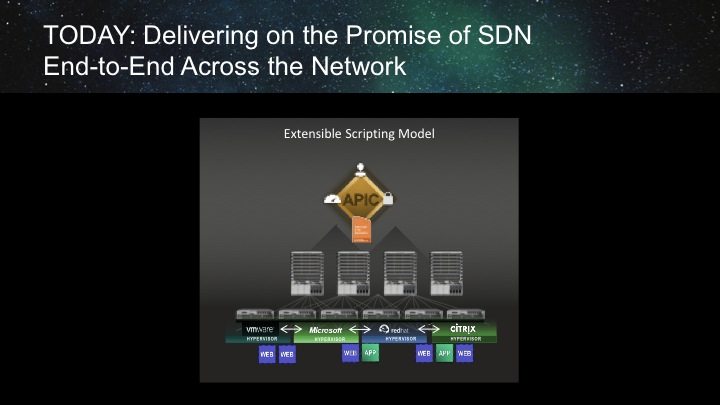 TODAY: Delivering on the Promise of SDN
End-to-End Across the Network
Extensible Scripting Model
APIC
vmware Microsoft redhat CITRIX
HYPERVISOR HYPERVISOR HYPERVISOR HYPERVISOR
WEB WEB WEB APP WEB APP WEB